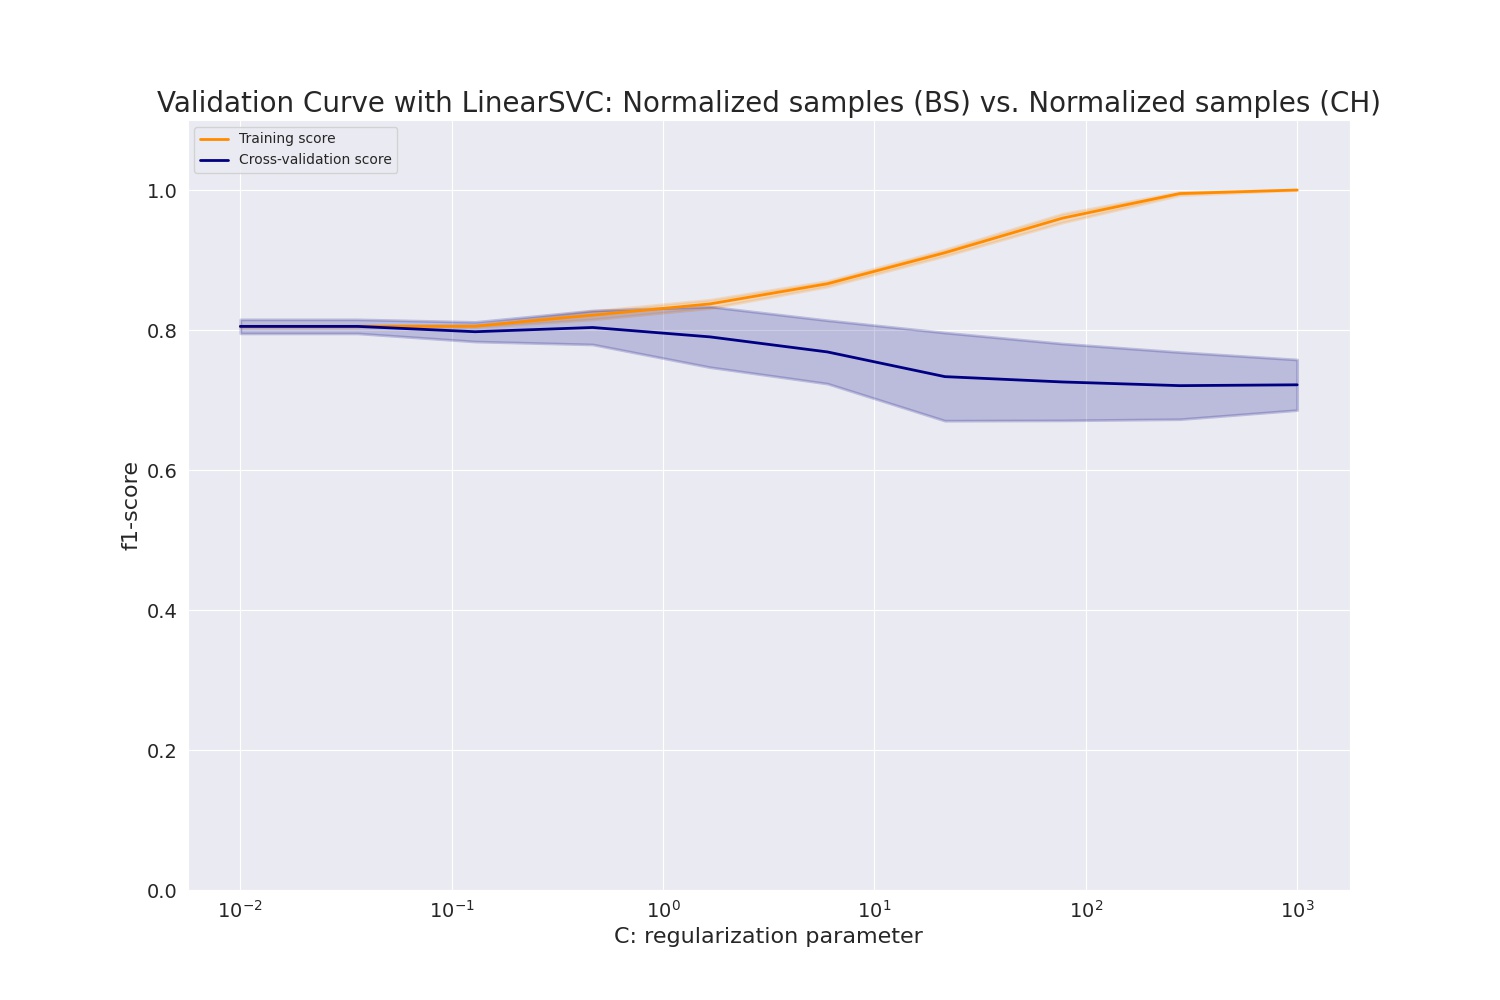 Validation Curve with LinearSVC: Normalized samples (BS) vs. Normalized samples (CH)
Training score
Cross-validation score
1.0
0.8
0.6
0.4
0.2
0.0
f1-score
10⁻² 10⁻¹ 10⁰ 10¹ 10² 10³
C: regularization parameter